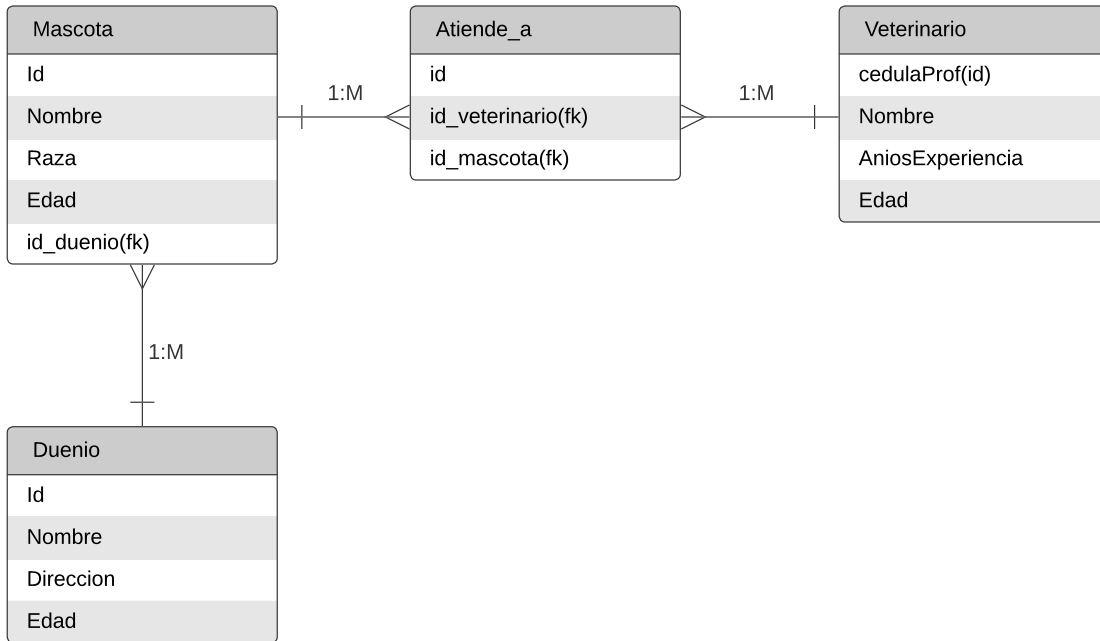 Mascota
Id
Nombre
Raza
Edad
id_duenio(fk)
1:M
Atiende_a
id
id_veterinario(fk)
id_mascota(fk)
1:M
Veterinario
cedulaProf(id)
Nombre
AniosExperiencia
Edad
1:M
Duenio
Id
Nombre
Direccion
Edad